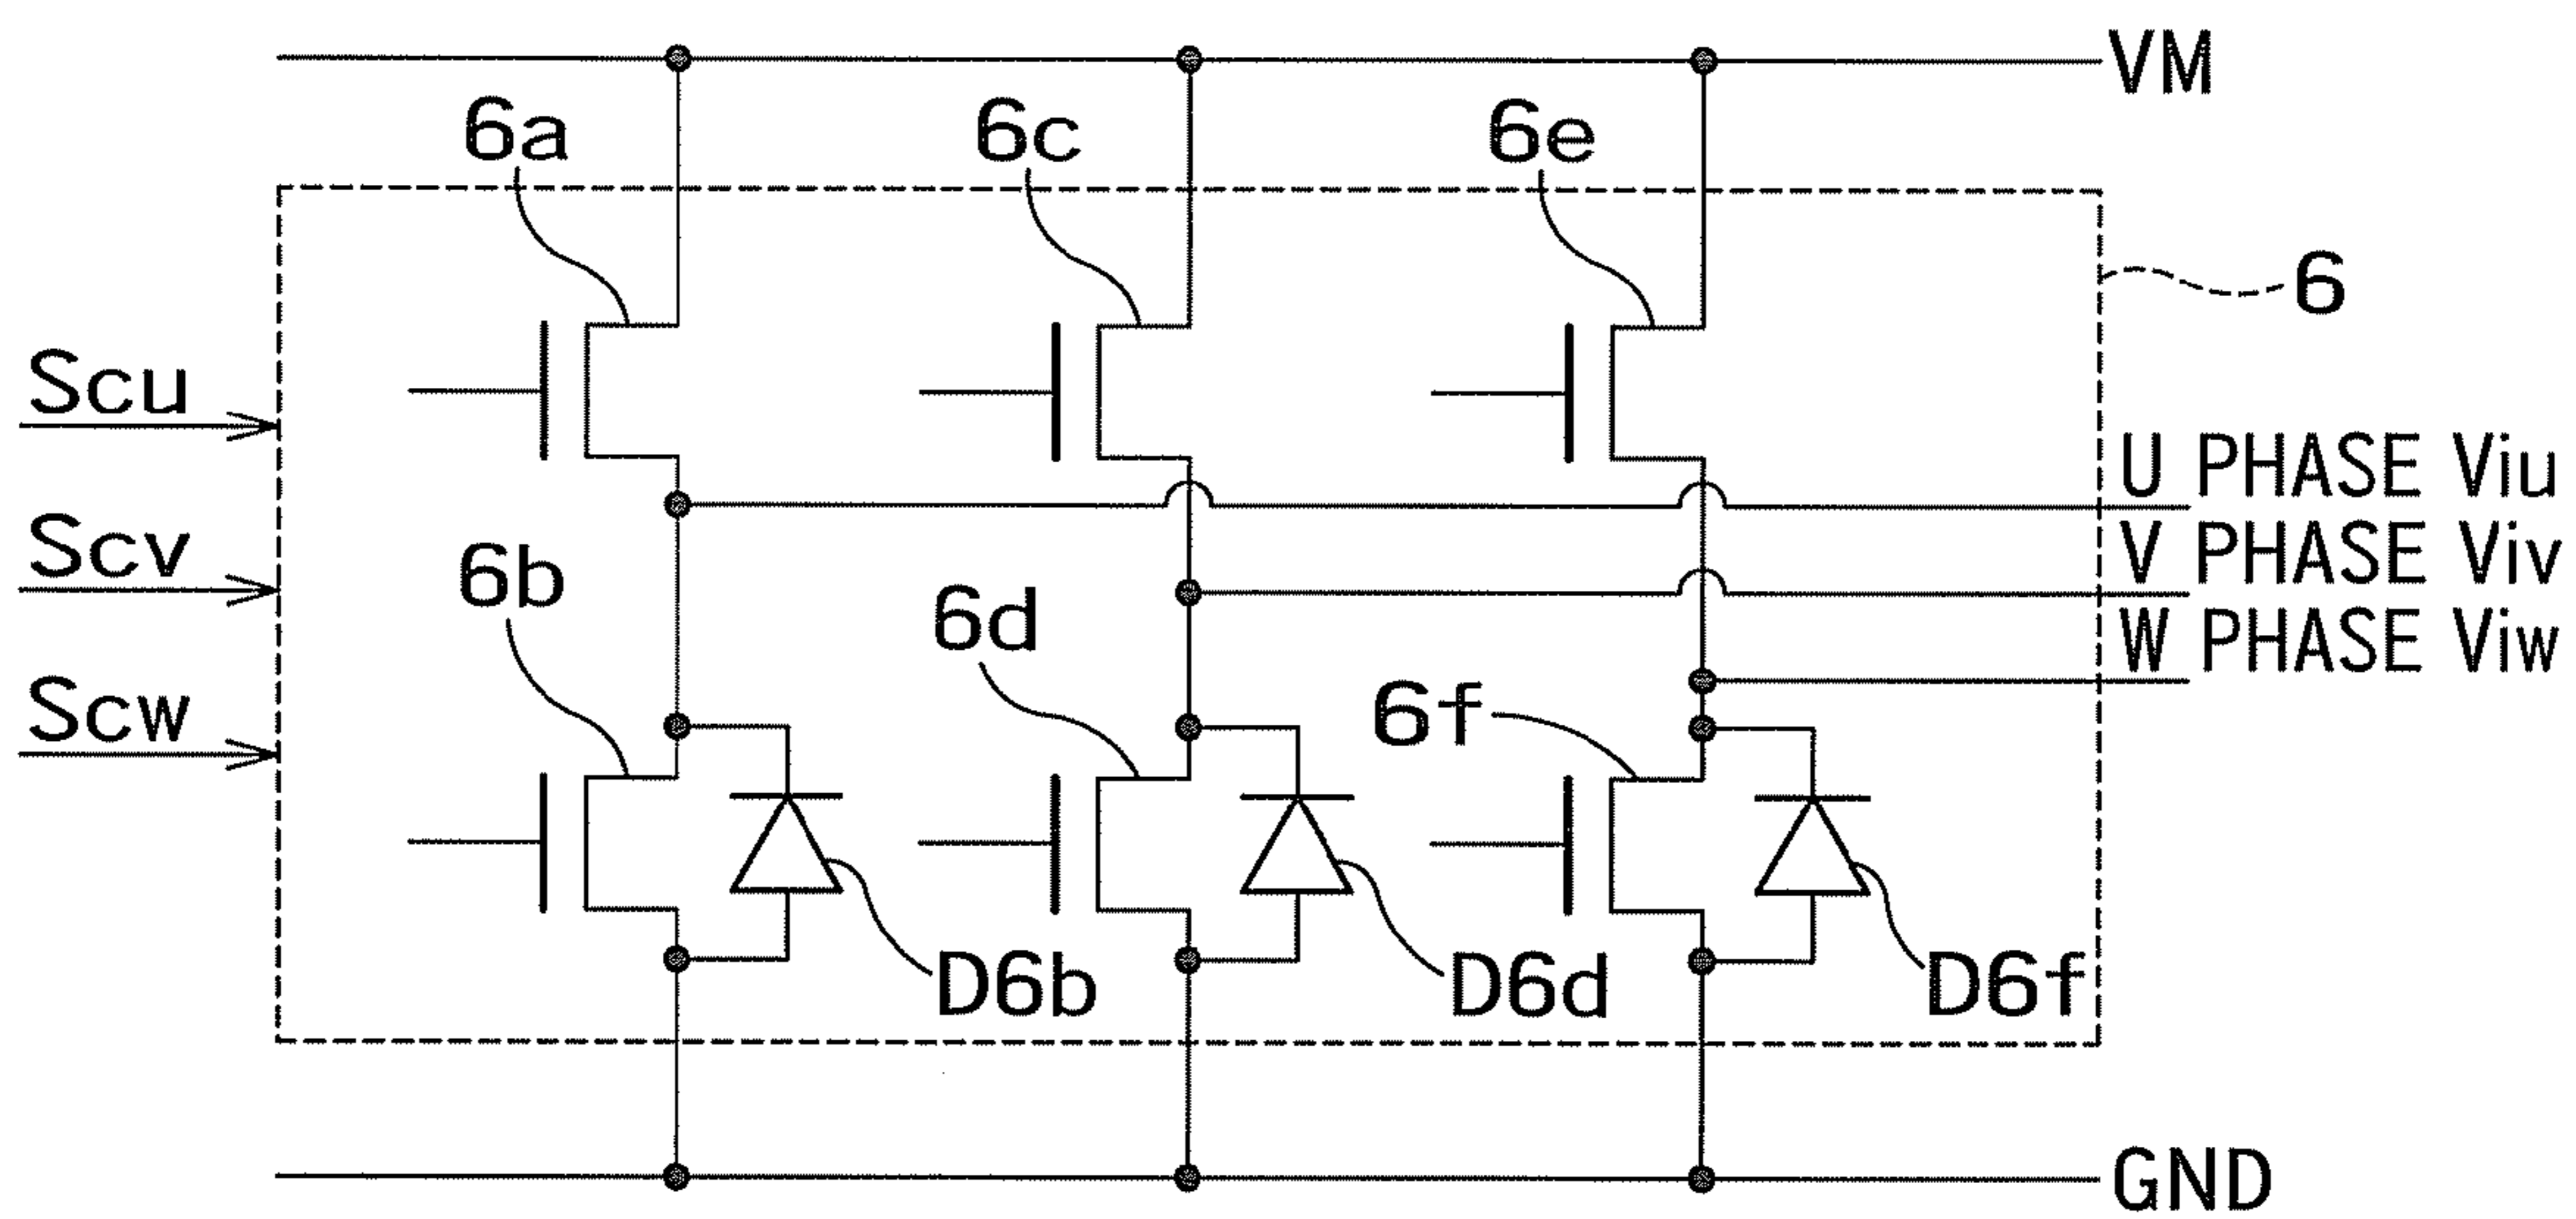 VM
6a
6c
6e
6
Scu
U PHASE Viu
Scv
V PHASE Viv
6b
6d
W PHASE Viw
Scw
6f
D6b
D6d
D6f
GND